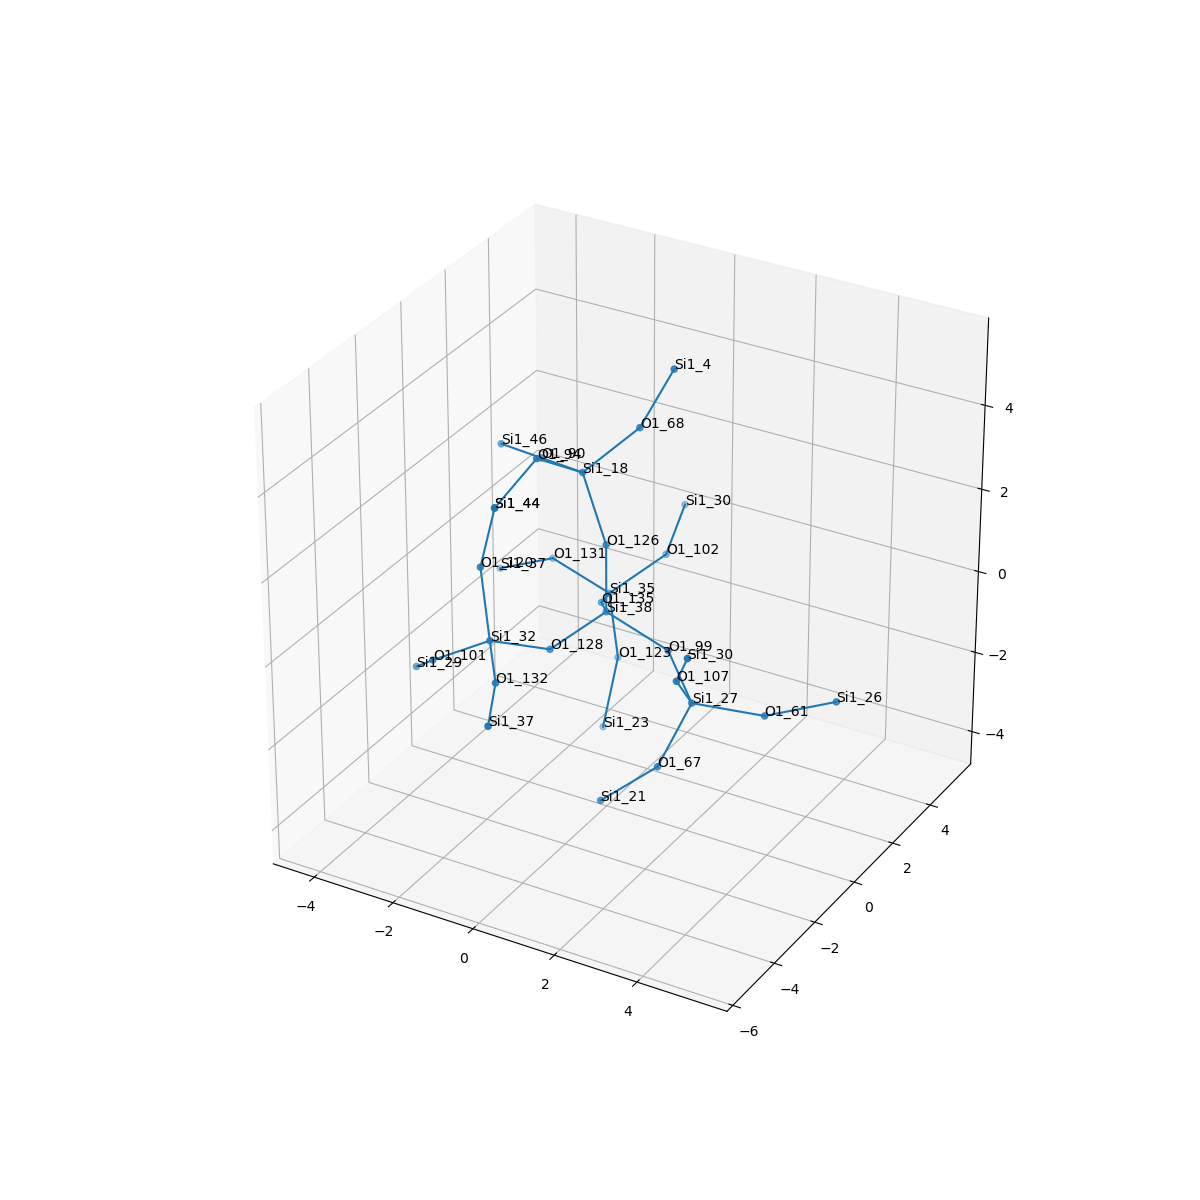 Si1_4
O1_68
Si1_46
O1_90
O1_94
Si1_18
Si1_30
Si1_44
O1_126
O1_102
O1_131
O1_120
Si1_37
Si1_35
O1_135
Si1_38
Si1_32
O1_128
O1_99
O1_123
Si1_30
O1_101
Si1_29
O1_107
O1_132
Si1_27
Si1_26
O1_61
Si1_37
Si1_23
O1_67
Si1_21
4
2
0
−2
−4
4
2
0
−2
−4
−6
−4
−2
0
2
4